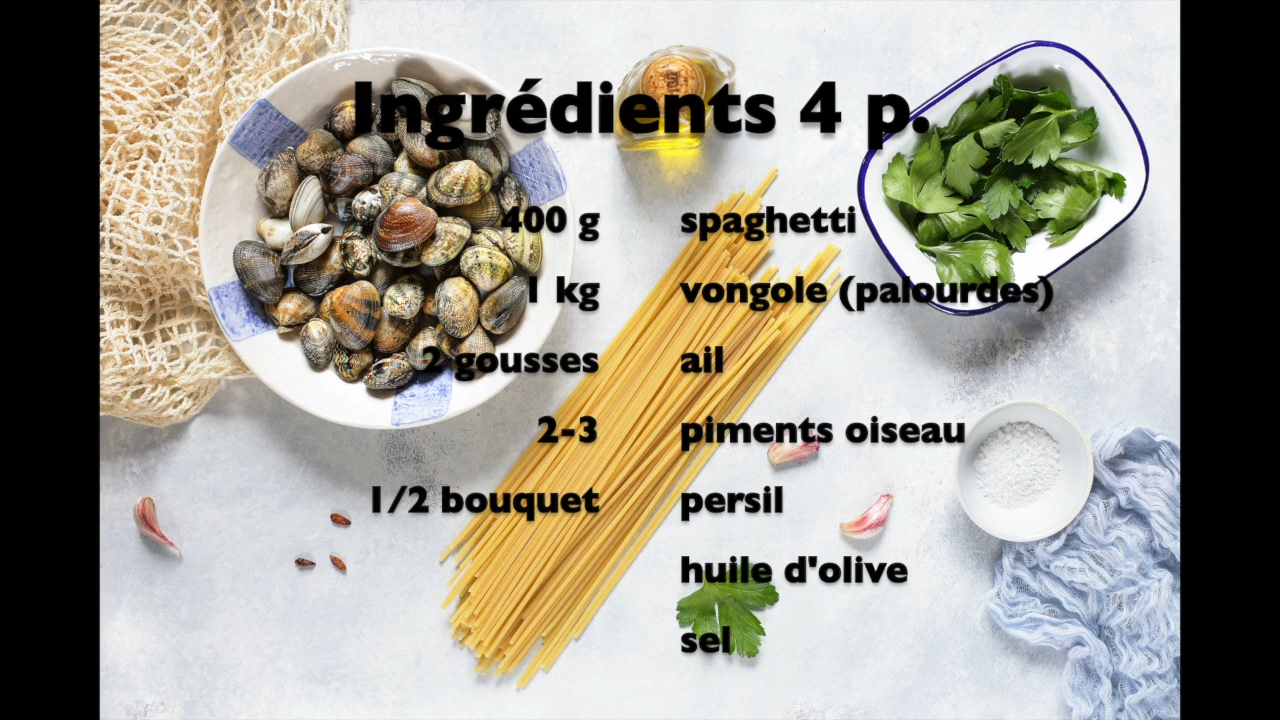 Ingrédients 4 p.
400 g spaghetti
1 kg vongole (palourdes)
2 gousses ail
2-3 piments oiseau
1/2 bouquet persil
huile d'olive
sel